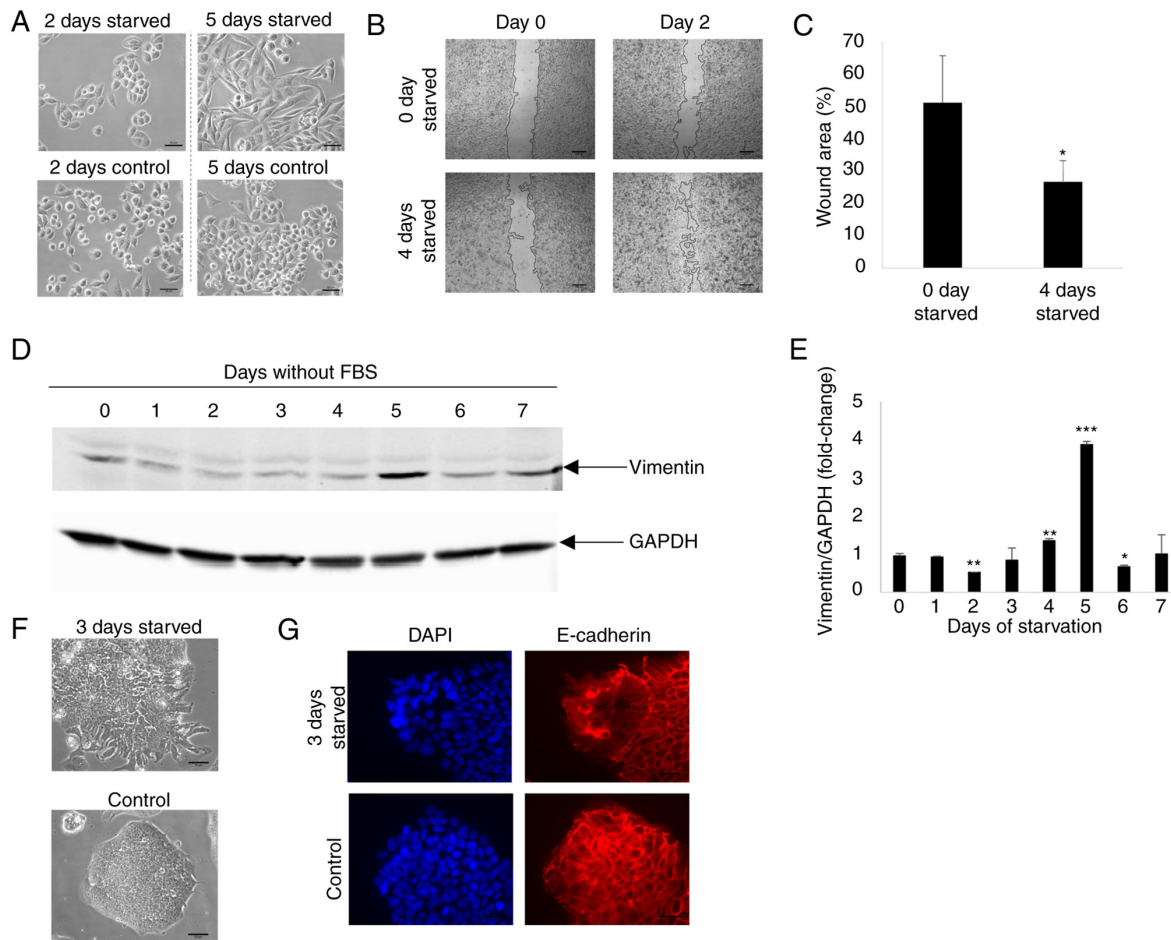 A
2 days starved
5 days starved
2 days control
5 days control
B
Day 0
Day 2
0 day
starved
4 days
starved
C
Wound area (%)
70
60
50
40
30
20
10
0
*
0 day
starved
4 days
starved
D
Days without FBS
0 1 2 3 4 5 6 7
Vimentin
GAPDH
E
Vimentin/GAPDH (fold-change)
5
4
3
2
1
0
** ** *** *
0 1 2 3 4 5 6 7
Days of starvation
F
3 days starved
Control
G
DAPI
E-cadherin
3 days
starved
Control